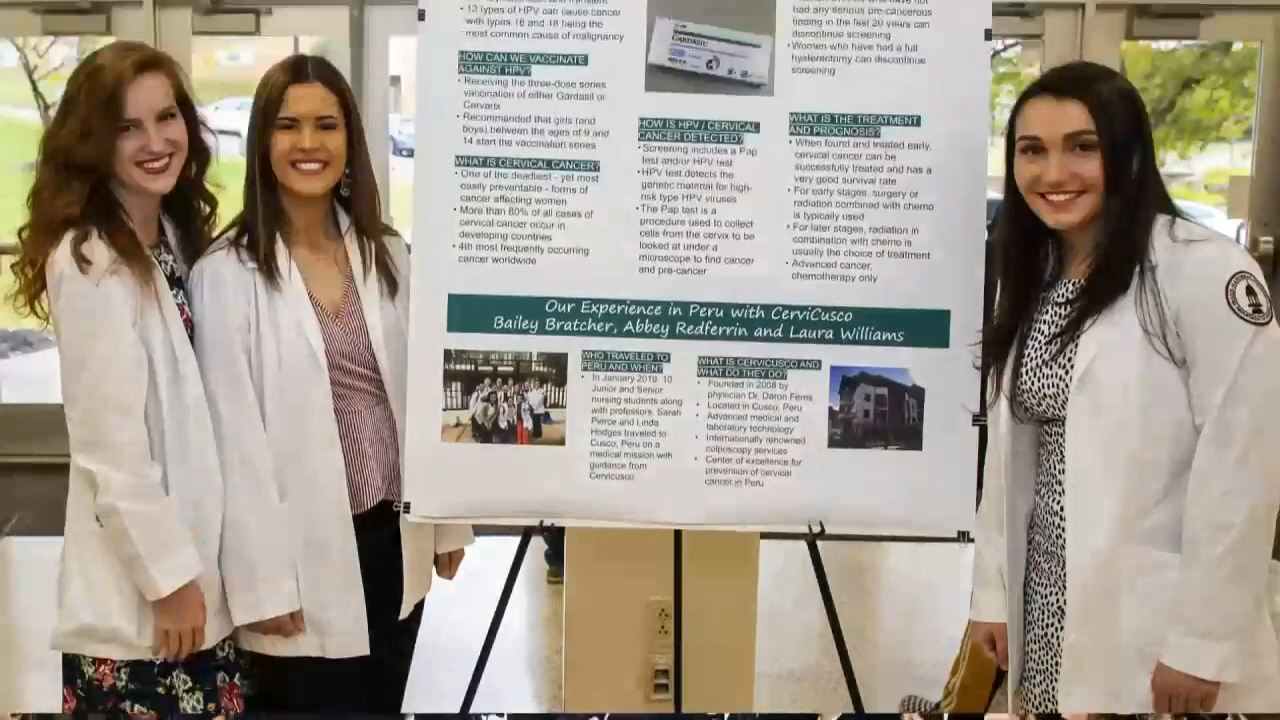 • 13 types of HPV can cause cancer
with types 16 and 18 being the
most common cause of malignancy
HOW CAN WE VACCINATE
AGAINST HPV?
• Receiving the three-dose series
vaccination of either Gardasil or
Cervarix
• Recommended that girls (and
boys) between the ages of 9 and
14 start the vaccination series
WHAT IS CERVICAL CANCER?
• One of the deadliest - yet most
easily preventable - forms of
cancer affecting women
• More than 80% of all cases of
cervical cancer occur in
developing countries
• 4th most frequently occurring
cancer worldwide
GARDASIL
HOW IS HPV / CERVICAL
CANCER DETECTED?
• Screening includes a Pap
test and/or HPV test
• HPV test detects the
genetic material for high-
risk type HPV viruses
• The Pap test is a
procedure used to collect
cells from the cervix to be
looked at under a
microscope to find cancer
and pre-cancer
had any serious pre-cancerous
finding in the last 20 years can
discontinue screening
• Women who have had a full
hysterectomy can discontinue
screening
WHAT IS THE TREATMENT
AND PROGNOSIS?
• When found and treated early,
cervical cancer can be
successfully treated and has a
very good survival rate
• For early stages, surgery or
radiation combined with chemo
is typically used
• For later stages, radiation in
combination with chemo is
usually the choice of treatment
• Advanced cancer,
chemotherapy only
Our Experience in Peru with CerviCusco
Bailey Bratcher, Abbey Redferrin and Laura Williams
WHO TRAVELED TO
PERU AND WHEN?
• In January 2019, 10
Junior and Senior
nursing students along
with professors, Sarah
Pierce and Linda
Hodges traveled to
Cusco, Peru on a
medical mission with
guidance from
Cervicusco.
WHAT IS CERVICUSCO AND
WHAT DO THEY DO?
• Founded in 2008 by
physician Dr. Daron Ferris
• Located in Cusco, Peru
• Advanced medical and
laboratory technology
• Internationally renowned
colposcopy services
• Center of excellence for
prevention of cervical
cancer in Peru